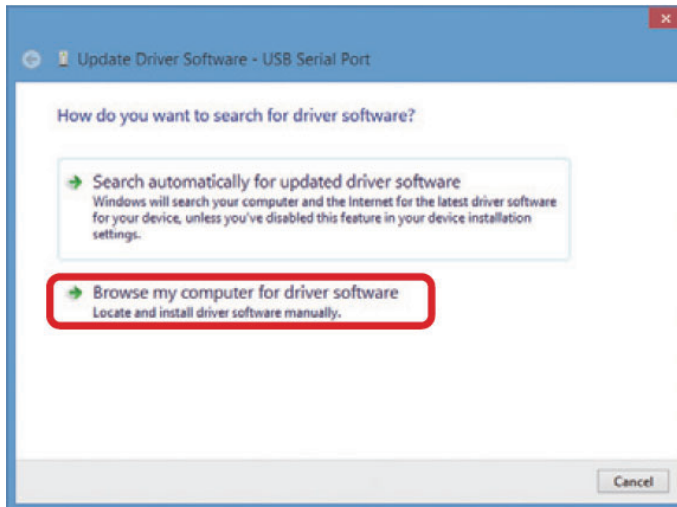 Update Driver Software - USB Serial Port
How do you want to search for driver software?
Search automatically for updated driver software
Windows will search your computer and the Internet for the latest driver software
for your device, unless you've disabled this feature in your device installation
settings.
Browse my computer for driver software
Locate and install driver software manually.
Cancel